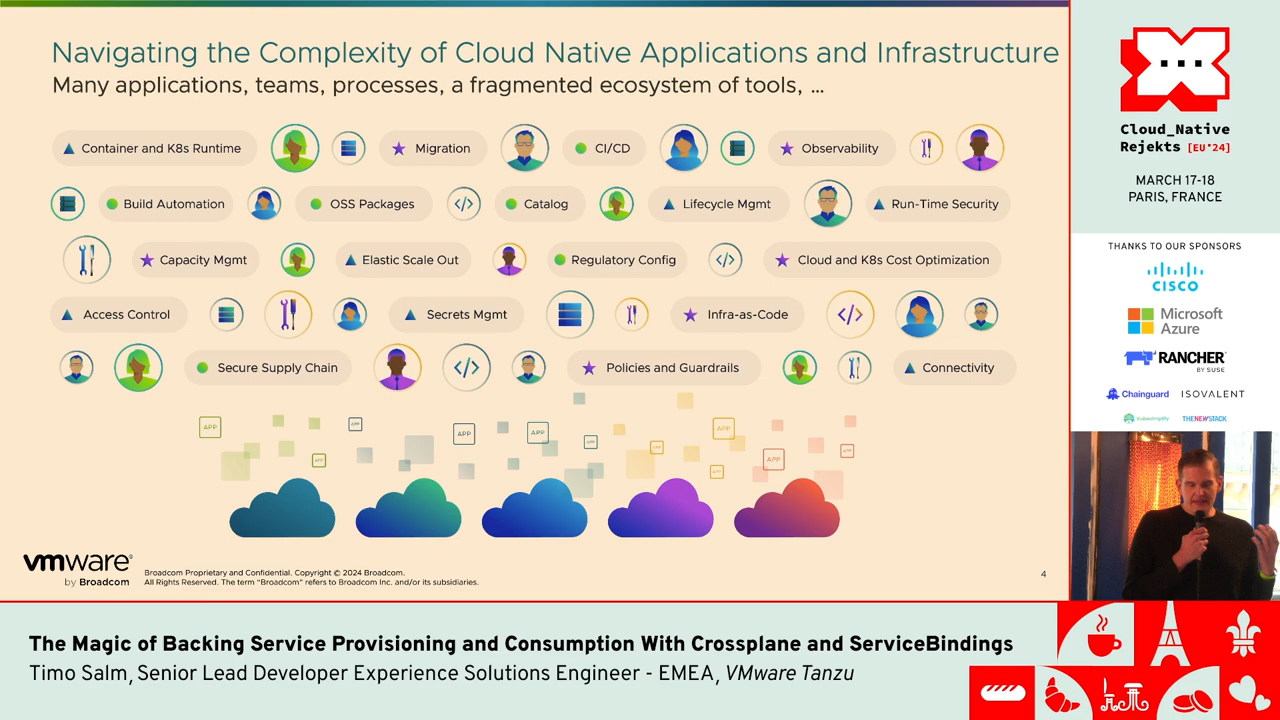 Navigating the Complexity of Cloud Native Applications and Infrastructure
Many applications, teams, processes, a fragmented ecosystem of tools, ...
Container and K8s Runtime
Migration
CI/CD
Observability
Build Automation
OSS Packages
</>
Catalog
Lifecycle Mgmt
Run-Time Security
Capacity Mgmt
Elastic Scale Out
Regulatory Config
</>
Cloud and K8s Cost Optimization
Access Control
Secrets Mgmt
Infra-as-Code
</>
Secure Supply Chain
</>
Policies and Guardrails
Connectivity
APP
APP
APP
APP
APP
APP
APP
APP
APP
APP
APP
vmware®
by Broadcom
Broadcom Proprietary and Confidential. Copyright © 2024 Broadcom.
All Rights Reserved. The term "Broadcom" refers to Broadcom Inc. and/or its subsidiaries.
4
Cloud_Native
Rejekts [EU'24]
MARCH 17-18
PARIS, FRANCE
THANKS TO OUR SPONSORS
CISCO
Microsoft
Azure
RANCHER
BY SUSE
Chainguard
ISOVALENT
kubesimplify
THENEWSTACK
The Magic of Backing Service Provisioning and Consumption With Crossplane and ServiceBindings
Timo Salm, Senior Lead Developer Experience Solutions Engineer - EMEA, VMware Tanzu